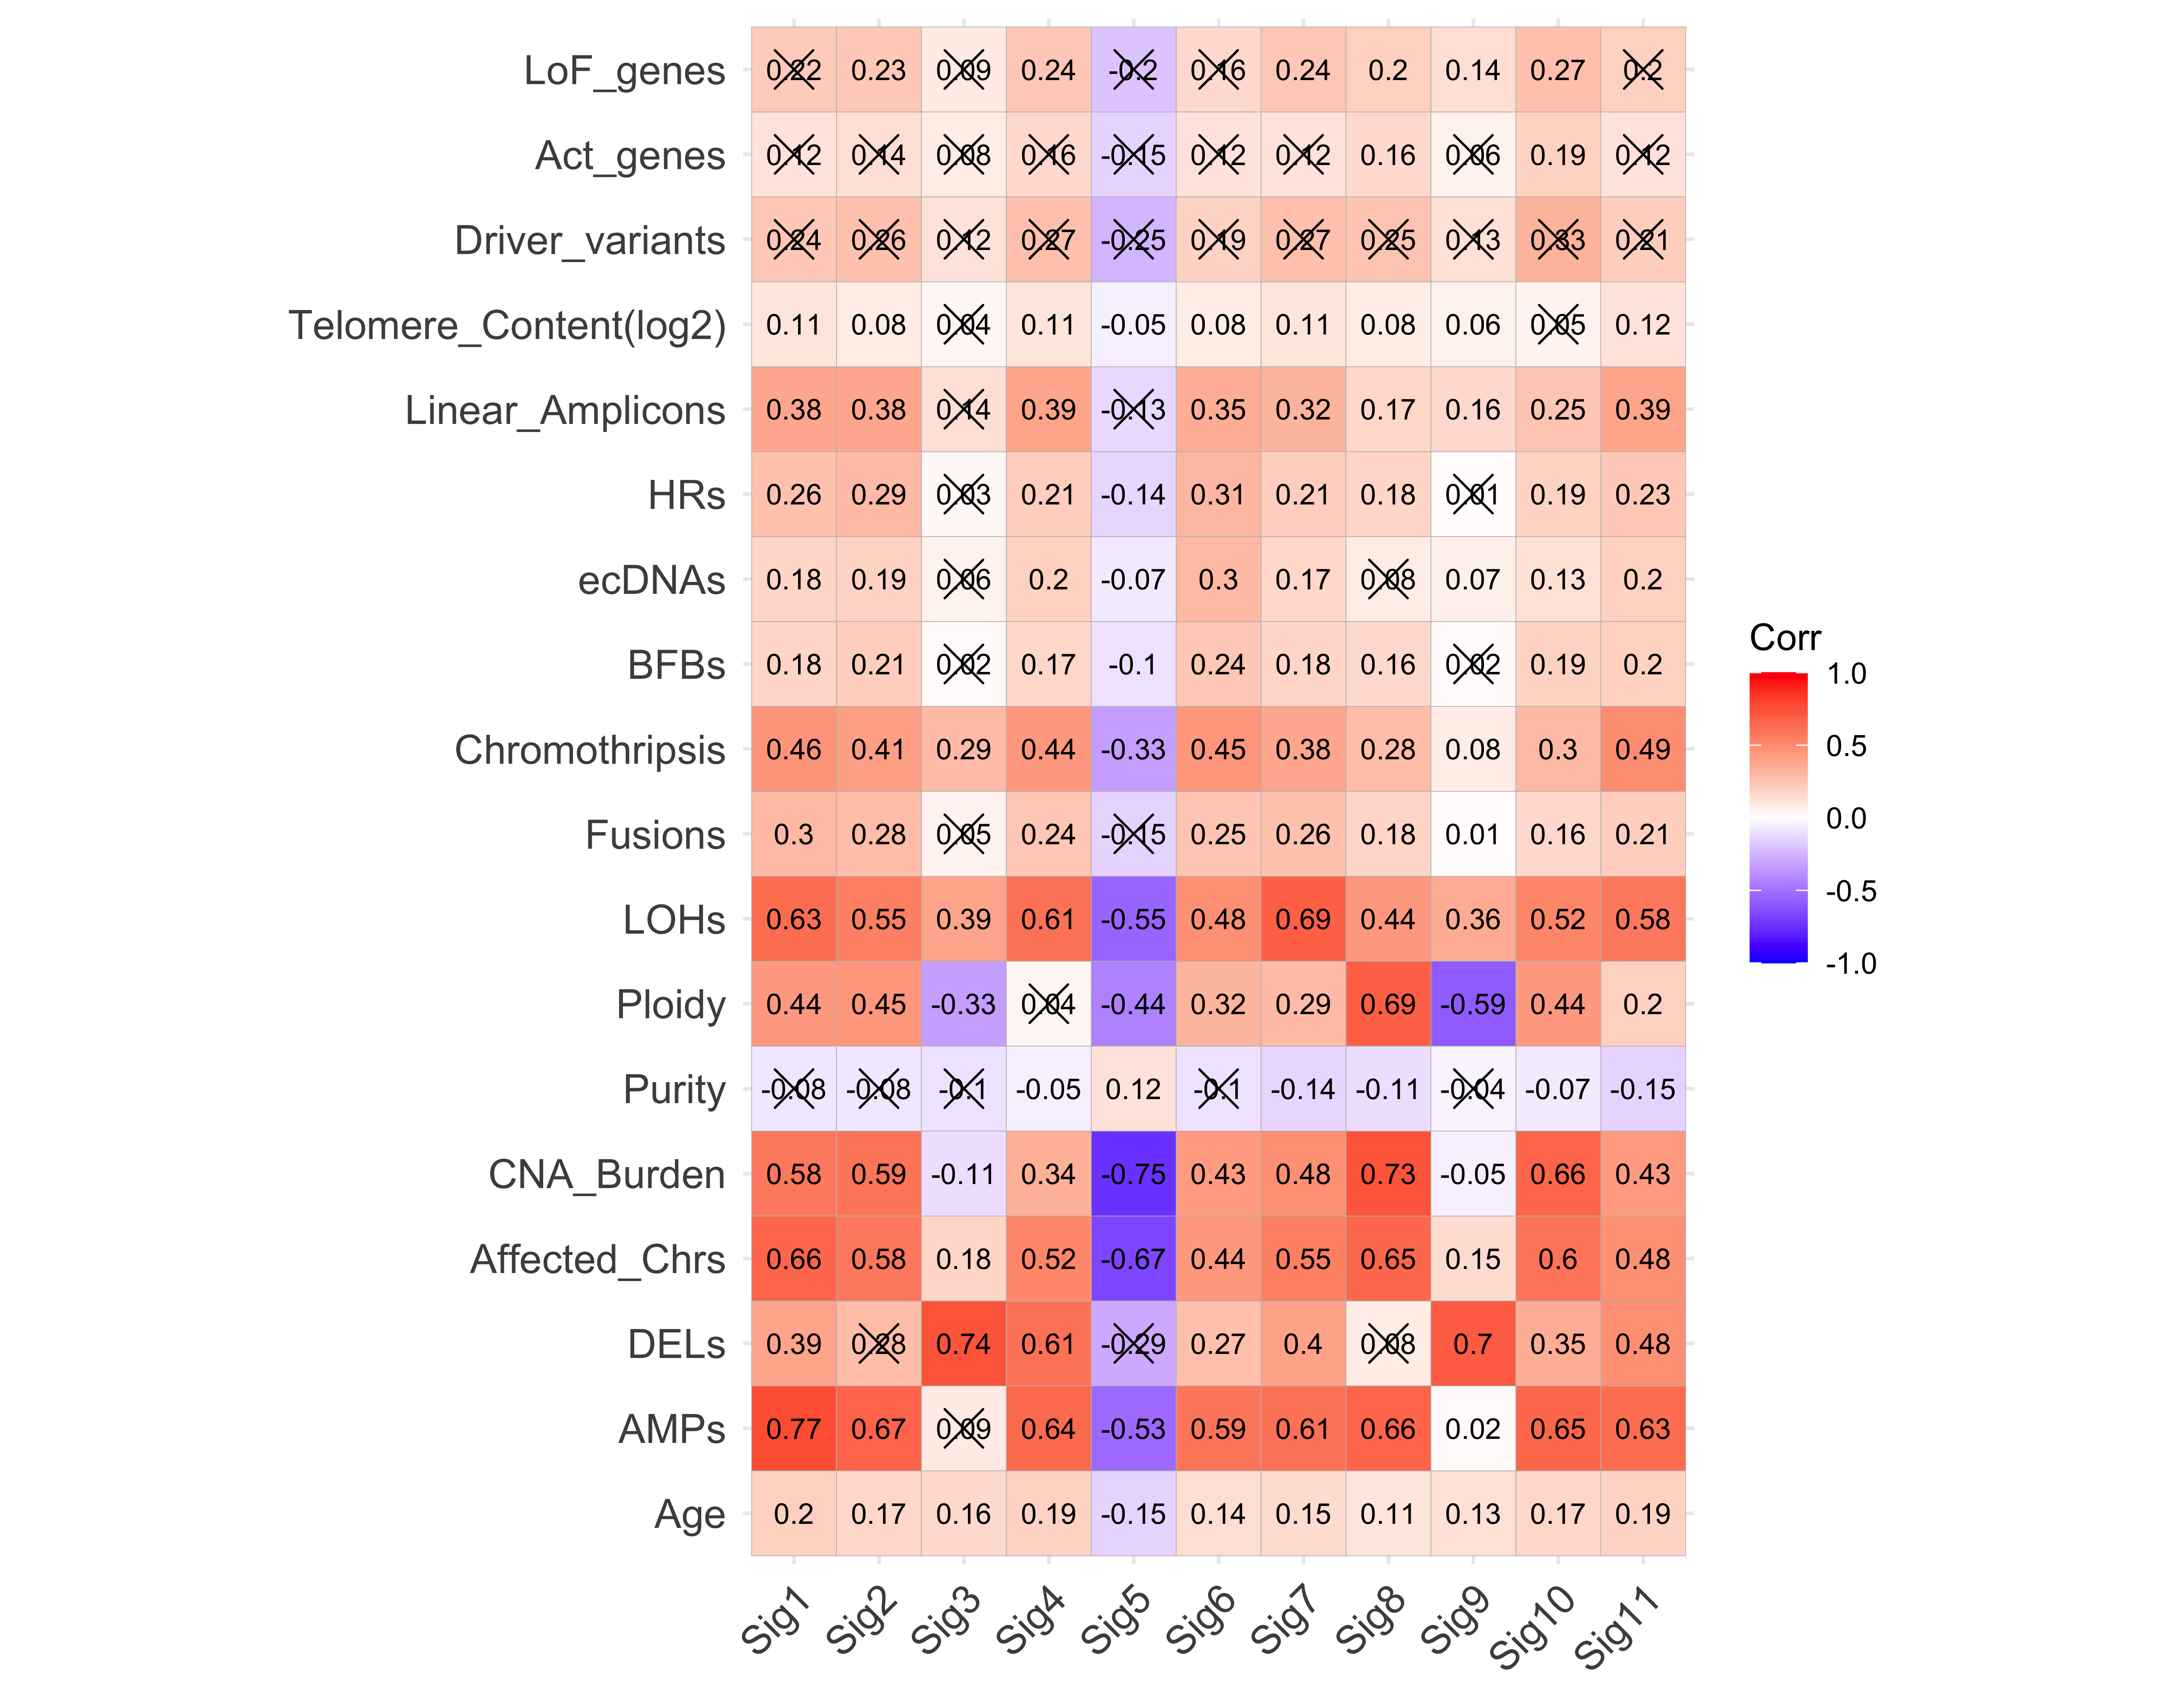 LoF_genes 0.22 0.23 0.09 0.24 -0.2 0.16 0.24 0.2 0.14 0.27 0.2
Act_genes 0.12 0.14 0.08 0.16 -0.15 0.12 0.12 0.16 0.06 0.19 0.12
Driver_variants 0.24 0.26 0.12 0.27 -0.25 0.19 0.27 0.25 0.13 0.33 0.21
Telomere_Content(log2) 0.11 0.08 0.04 0.11 -0.05 0.08 0.11 0.08 0.06 0.05 0.12
Linear_Amplicons 0.38 0.38 0.14 0.39 -0.13 0.35 0.32 0.17 0.16 0.25 0.39
HRs 0.26 0.29 0.03 0.21 -0.14 0.31 0.21 0.18 0.01 0.19 0.23
ecDNAs 0.18 0.19 0.06 0.2 -0.07 0.3 0.17 0.08 0.07 0.13 0.2
BFBs 0.18 0.21 0.02 0.17 -0.1 0.24 0.18 0.16 0.02 0.19 0.2
Chromothripsis 0.46 0.41 0.29 0.44 -0.33 0.45 0.38 0.28 0.08 0.3 0.49
Fusions 0.3 0.28 0.05 0.24 -0.15 0.25 0.26 0.18 0.01 0.16 0.21
LOHs 0.63 0.55 0.39 0.61 -0.55 0.48 0.69 0.44 0.36 0.52 0.58
Ploidy 0.44 0.45 -0.33 0.04 -0.44 0.32 0.29 0.69 -0.59 0.44 0.2
Purity -0.08 -0.08 -0.1 -0.05 0.12 -0.1 -0.14 -0.11 -0.04 -0.07 -0.15
CNA_Burden 0.58 0.59 -0.11 0.34 -0.75 0.43 0.48 0.73 -0.05 0.66 0.43
Affected_Chrs 0.66 0.58 0.18 0.52 -0.67 0.44 0.55 0.65 0.15 0.6 0.48
DELs 0.39 0.28 0.74 0.61 -0.29 0.27 0.4 0.08 0.7 0.35 0.48
AMPs 0.77 0.67 0.09 0.64 -0.53 0.59 0.61 0.66 0.02 0.65 0.63
Age 0.2 0.17 0.16 0.19 -0.15 0.14 0.15 0.11 0.13 0.17 0.19
Sig1 Sig2 Sig3 Sig4 Sig5 Sig6 Sig7 Sig8 Sig9 Sig10 Sig11
Corr
1.0
0.5
0.0
-0.5
-1.0